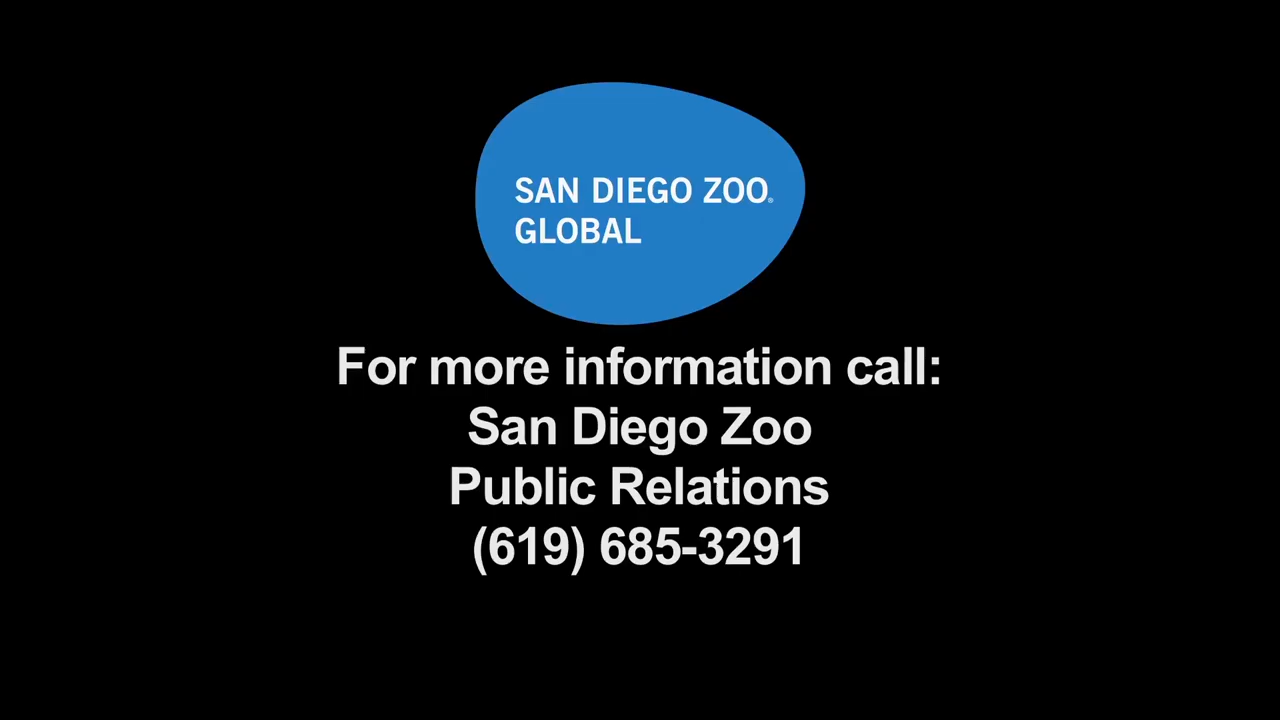 SAN DIEGO ZOO®
GLOBAL
For more information call:
San Diego Zoo
Public Relations
(619) 685-3291